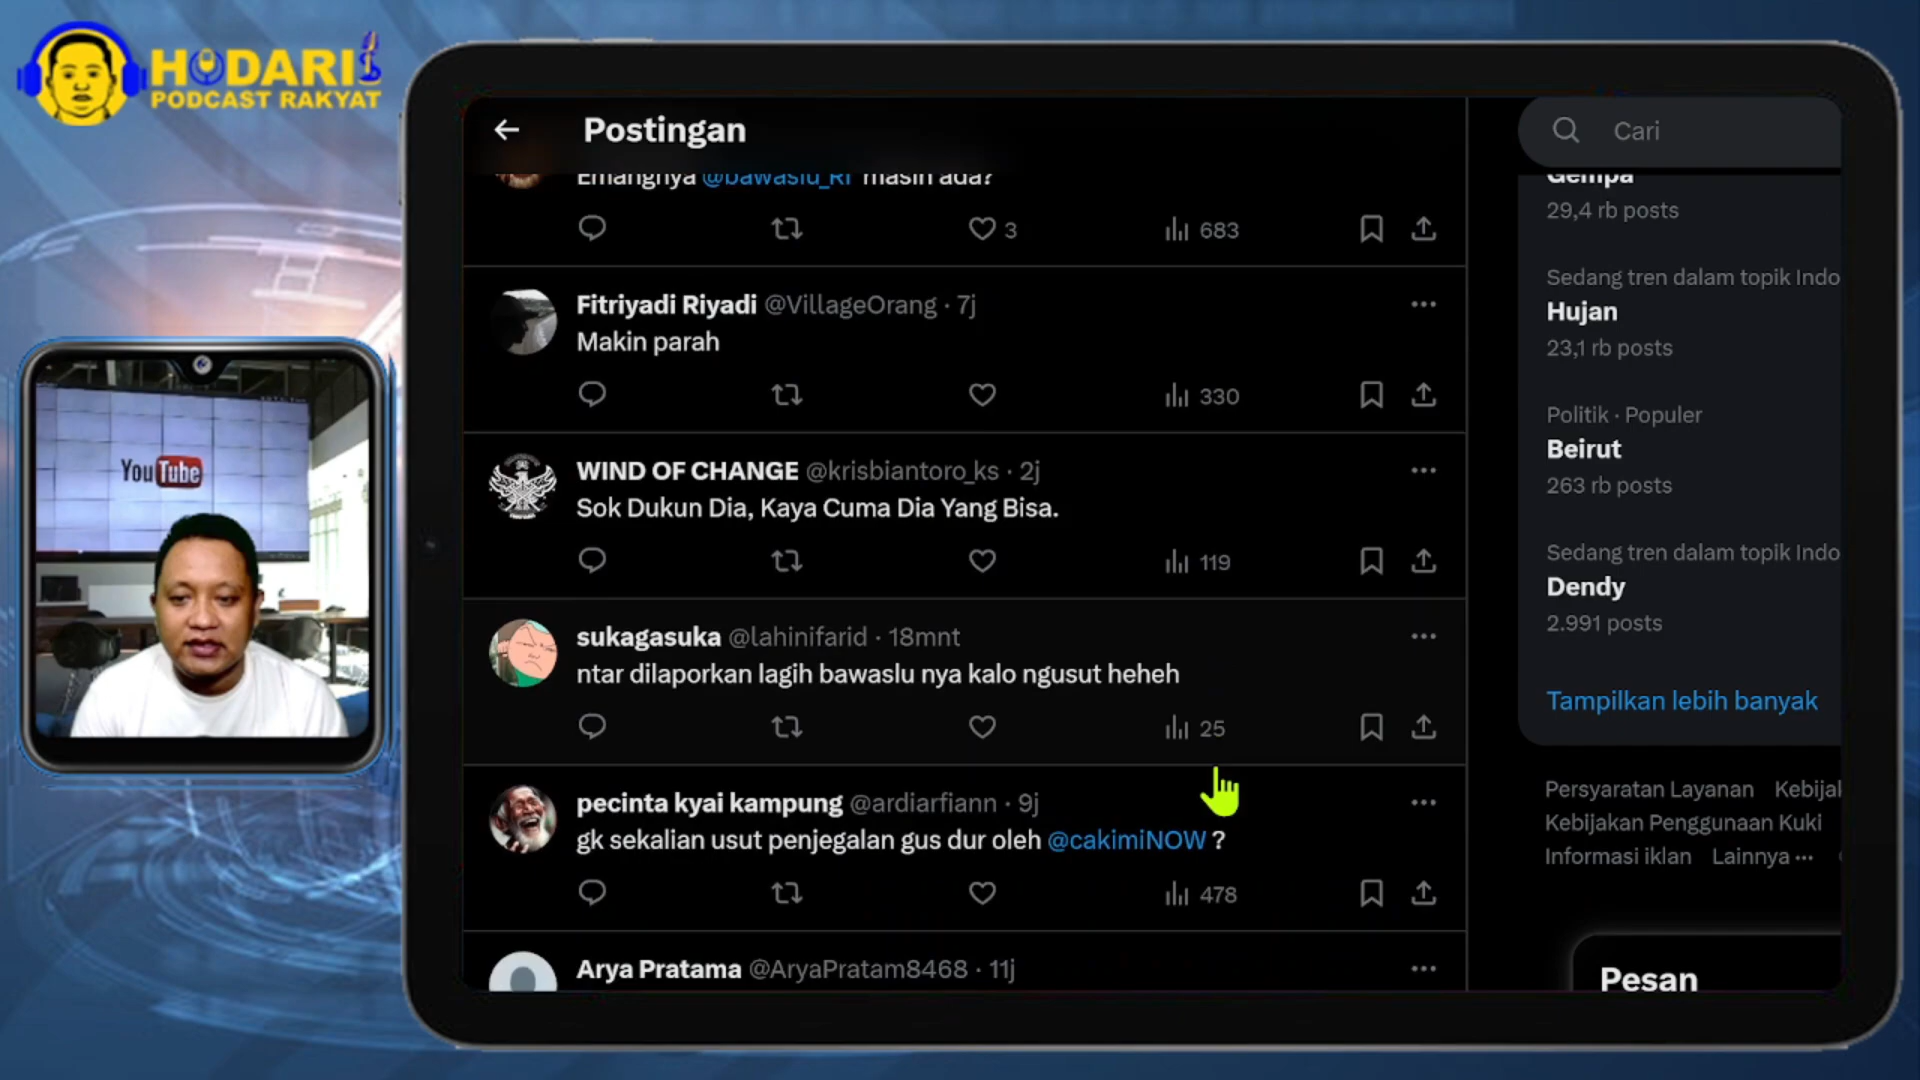 HODARI
PODCAST RAKYAT
YouTube
Postingan
Emangnya @bawaslu_RI masih ada?
3
683
Fitriyadi Riyadi @VillageOrang · 7j
Makin parah
330
WIND OF CHANGE @krisbiantoro_ks · 2j
Sok Dukun Dia, Kaya Cuma Dia Yang Bisa.
119
sukagasuka @lahinifarid · 18mnt
ntar dilaporkan lagih bawaslu nya kalo ngusut heheh
25
pecinta kyai kampung @ardiarfiann · 9j
gk sekalian usut penjegalan gus dur oleh @cakimiNOW ?
478
Arya Pratama @AryaPratam8468 · 11j
Cari
Gempa
29,4 rb posts
Sedang tren dalam topik Indo
Hujan
23,1 rb posts
Politik · Populer
Beirut
263 rb posts
Sedang tren dalam topik Indo
Dendy
2.991 posts
Tampilkan lebih banyak
Persyaratan Layanan Kebijak
Kebijakan Penggunaan Kuki
Informasi iklan Lainnya ···
Pesan